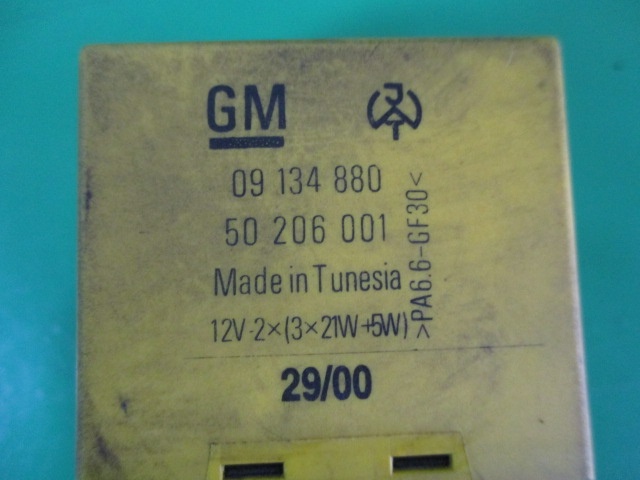 GM
09 134 880
50 206 001
Made in Tunesia
12V-2×(3×21W+5W)
>PA6.6-GF30<
29/00